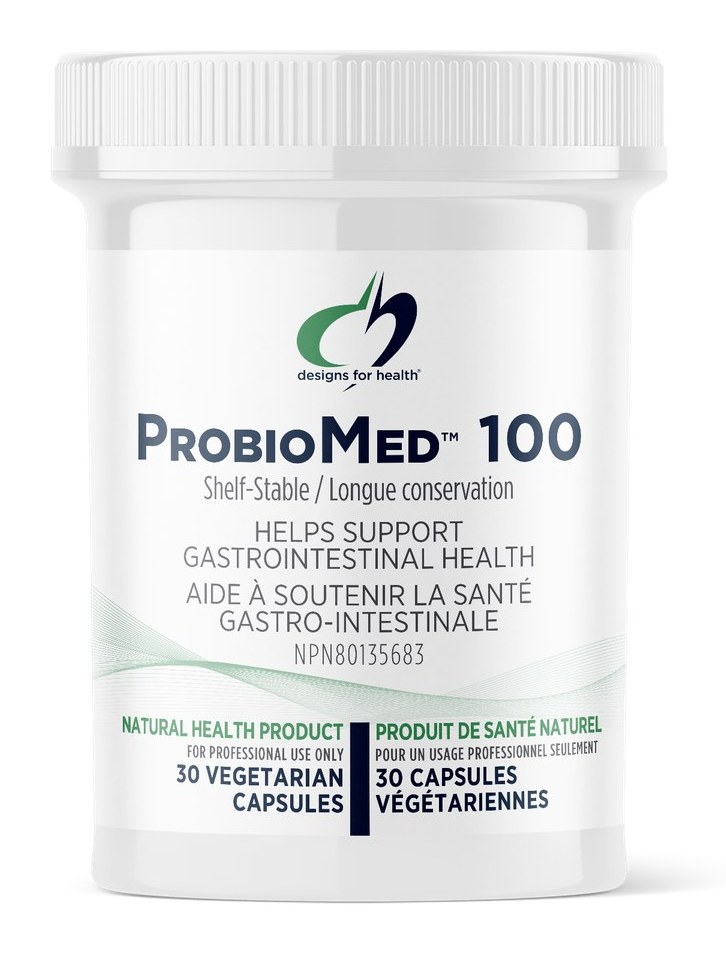 designs for health®
PROBIOMED™ 100
Shelf-Stable / Longue conservation
HELPS SUPPORT
GASTROINTESTINAL HEALTH
AIDE À SOUTENIR LA SANTÉ
GASTRO-INTESTINALE
NPN80135683
NATURAL HEALTH PRODUCT
FOR PROFESSIONAL USE ONLY
30 VEGETARIAN
CAPSULES
PRODUIT DE SANTÉ NATUREL
POUR UN USAGE PROFESSIONNEL SEULEMENT
30 CAPSULES
VÉGÉTARIENNES